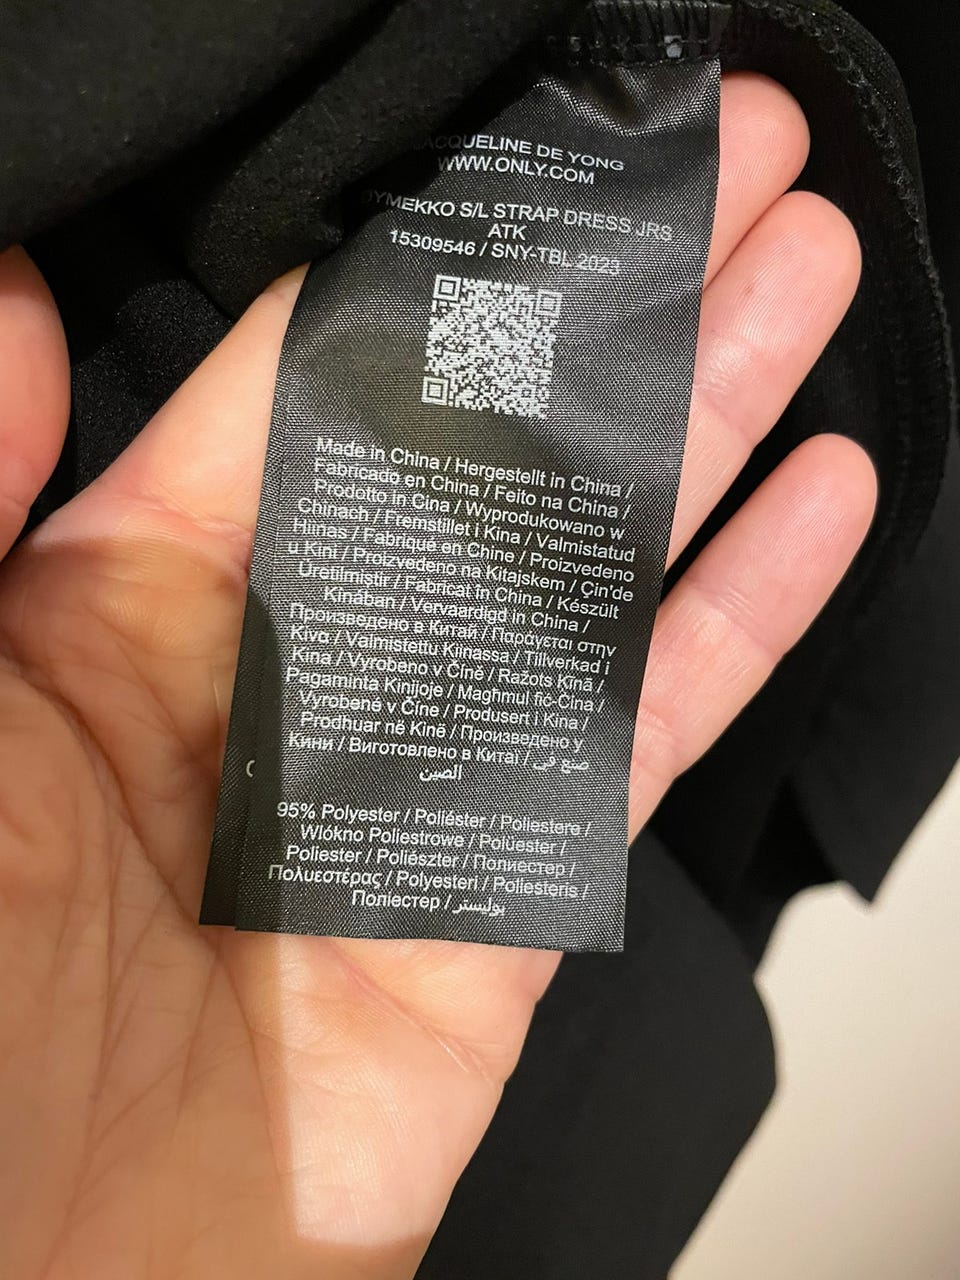 JACQUELINE DE YONG
WWW.ONLY.COM
JDYMEKKO S/L STRAP DRESS JRS
ATK
15309546 / SNY-TBL 2023
Made in China / Hergestellt in China /
Fabricado en China / Feito na China /
Prodotto in Cina / Wyprodukowano w
Chinach / Fremstillet i Kina / Valmistatud
Hiinas / Fabriqué en Chine / Proizvedeno
u Kini / Proizvedeno na Kitajskem / Çin'de
Üretilmiştir / Fabricat în China / Készült
Kínában / Vervaardigd in China /
Произведено в Китай / Παράγεται στην
Κίνα / Valmistettu Kiinassa / Tillverkad i
Kina / Vyrobeno v Číně / Ražots Ķīnā /
Pagaminta Kinijoje / Magħmul fiċ-Ċina /
Vyrobené v Číne / Produsert i Kina /
Prodhuar në Kinë / Произведено у
Кини / Виготовлено в Китаї / صنع في
الصين
95% Polyester / Poliéster / Poliestere /
Włókno Poliestrowe / Polüester /
Poliester / Poliészter / Полиестер /
Πολυεστέρας / Polyesteri / Poliesteris /
Поліестер / بوليستر